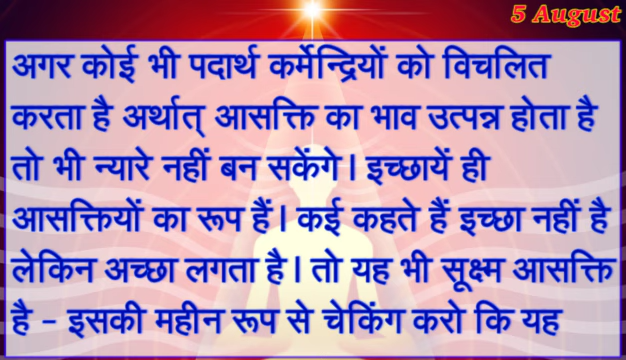 5 August
अगर कोई भी पदार्थ कर्मेन्द्रियों को विचलित
करता है अर्थात् आसक्ति का भाव उत्पन्न होता है
तो भी न्यारे नहीं बन सकेंगे। इच्छायें ही
आसक्तियों का रूप हैं। कई कहते हैं इच्छा नहीं है
लेकिन अच्छा लगता है। तो यह भी सूक्ष्म आसक्ति
है - इसकी महीन रूप से चेकिंग करो कि यह